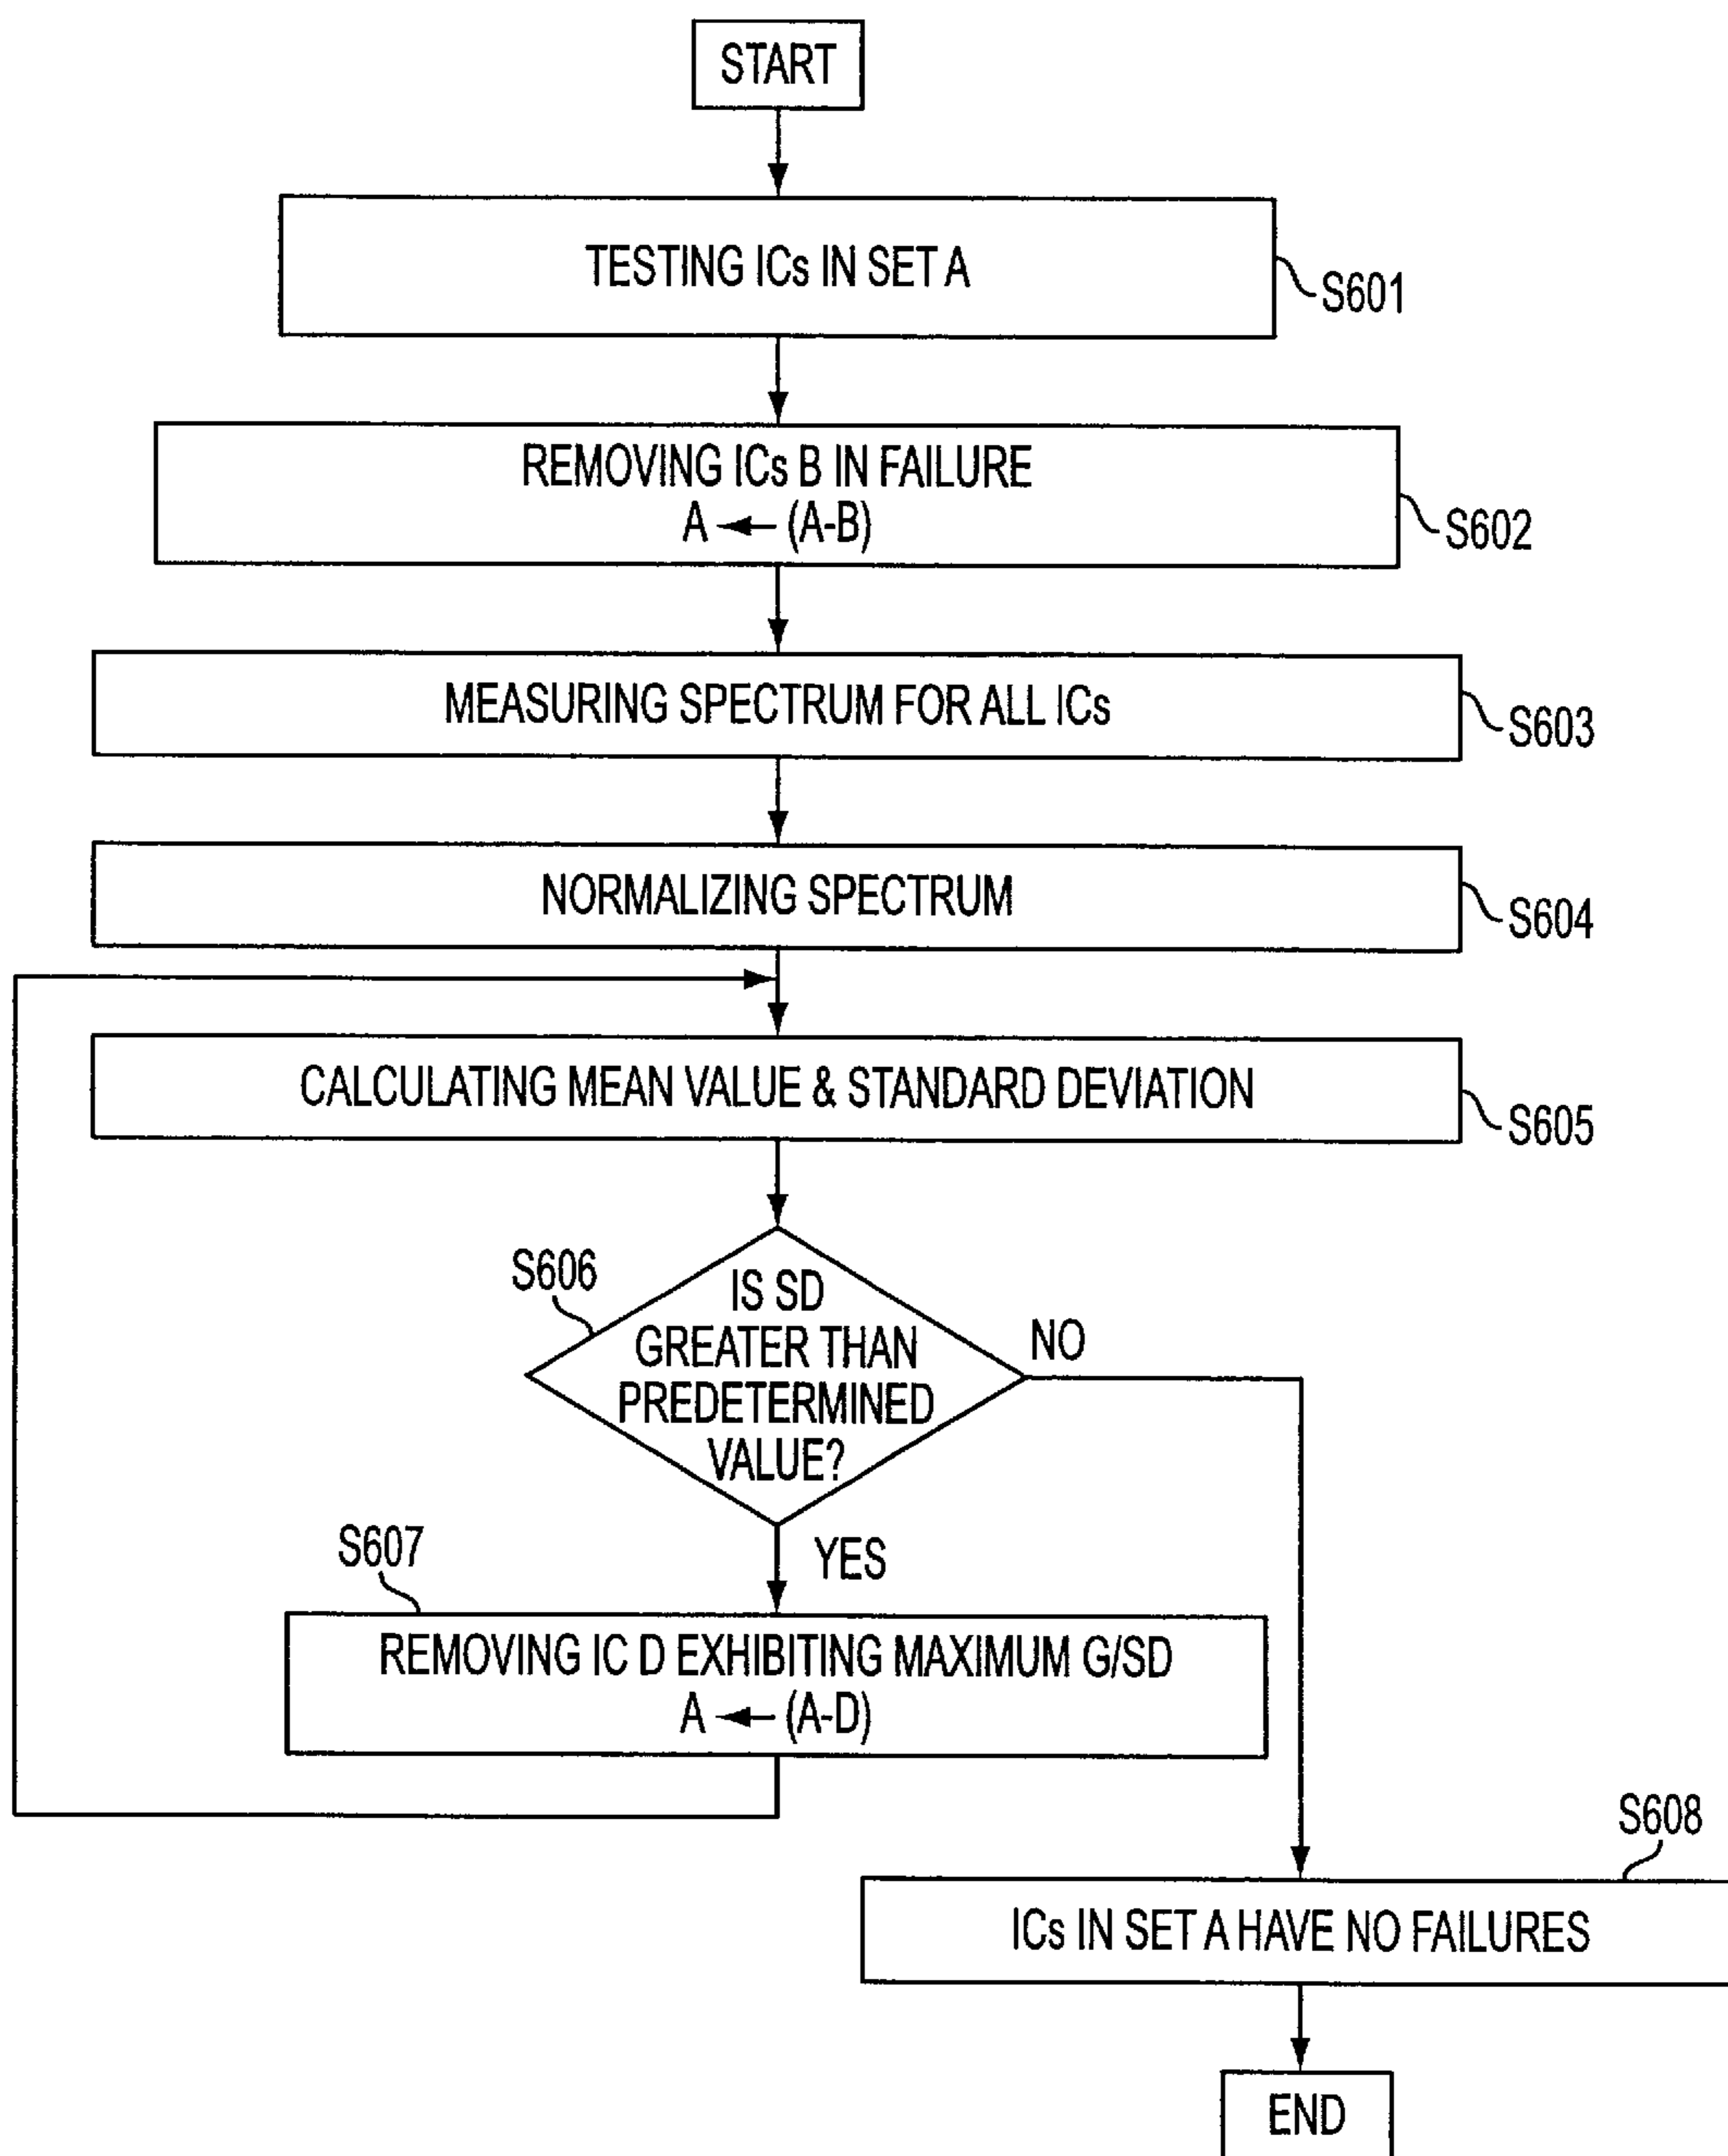 START
TESTING ICs IN SET A
S601
REMOVING ICs B IN FAILURE
A ← (A-B)
S602
MEASURING SPECTRUM FOR ALL ICs
S603
NORMALIZING SPECTRUM
S604
CALCULATING MEAN VALUE & STANDARD DEVIATION
S605
S606
IS SD
GREATER THAN
PREDETERMINED
VALUE?
NO
YES
S607
REMOVING IC D EXHIBITING MAXIMUM G/SD
A ← (A-D)
S608
ICs IN SET A HAVE NO FAILURES
END